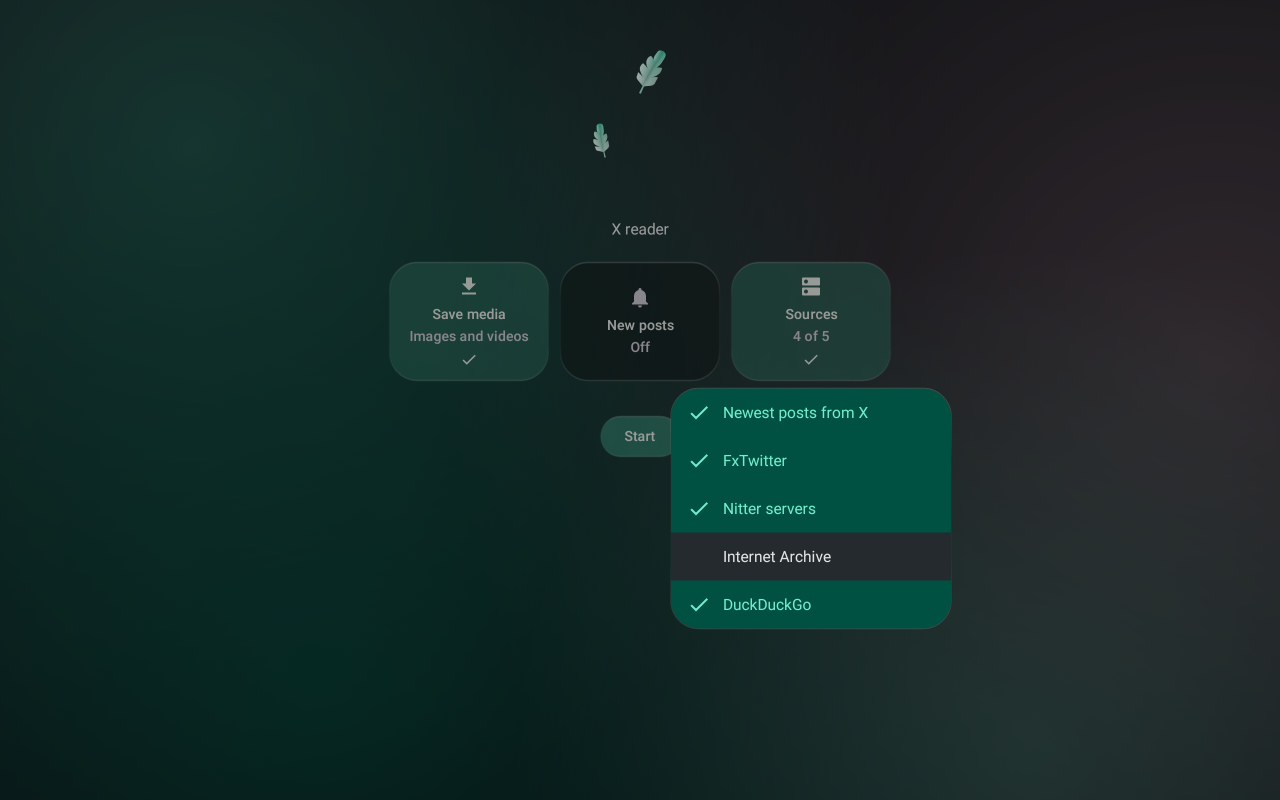 X reader
Save media
Images and videos
New posts
Off
Sources
4 of 5
Start
Newest posts from X
FxTwitter
Nitter servers
Internet Archive
DuckDuckGo